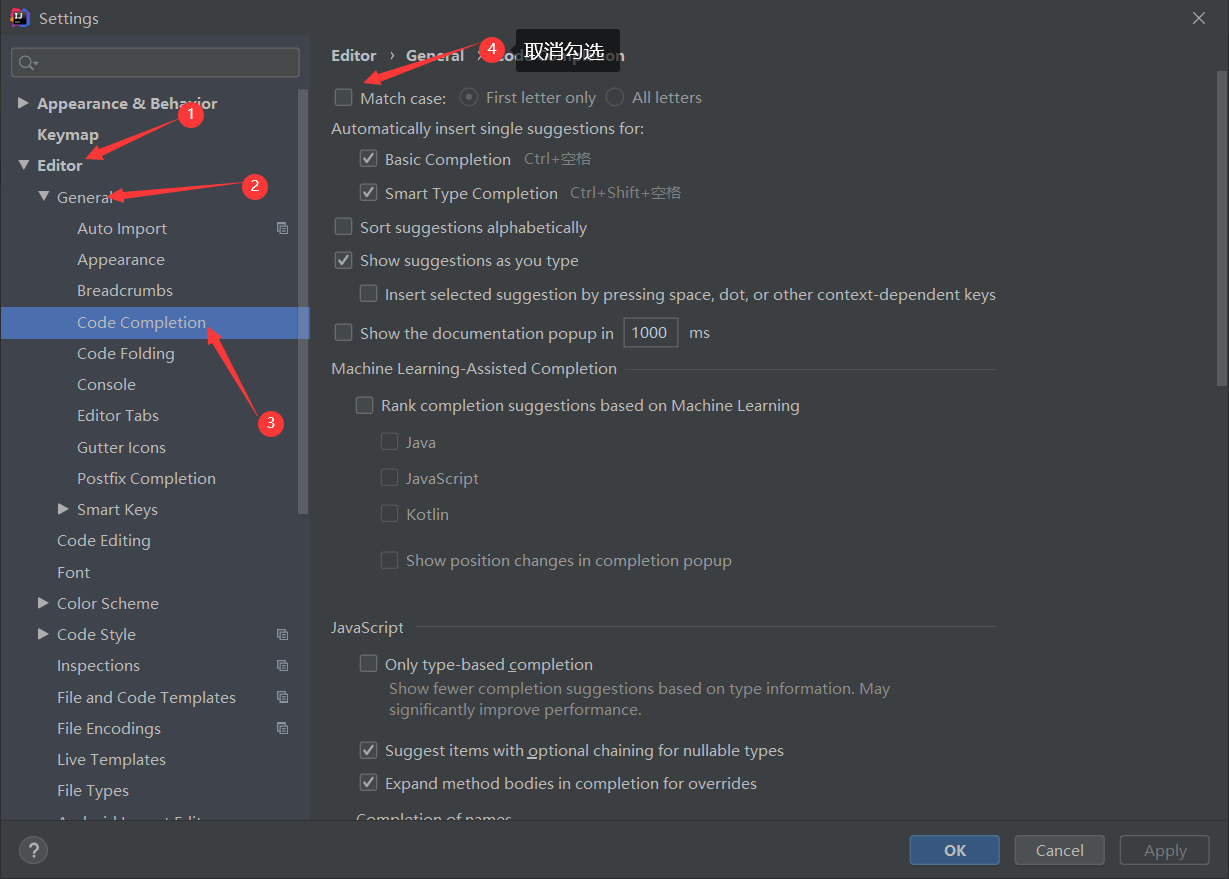 Settings
Appearance & Behavior
1
Keymap
Editor
2
General
Auto Import
Appearance
Breadcrumbs
Code Completion
Code Folding
Console
3
Editor Tabs
Gutter Icons
Postfix Completion
Smart Keys
Code Editing
Font
Color Scheme
Code Style
Inspections
File and Code Templates
File Encodings
Live Templates
File Types
4
取消勾选
Editor › General › Code Completion
Match case: First letter only All letters
Automatically insert single suggestions for:
Basic Completion Ctrl+空格
Smart Type Completion Ctrl+Shift+空格
Sort suggestions alphabetically
Show suggestions as you type
Insert selected suggestion by pressing space, dot, or other context-dependent keys
Show the documentation popup in 1000 ms
Machine Learning-Assisted Completion
Rank completion suggestions based on Machine Learning
Java
JavaScript
Kotlin
Show position changes in completion popup
JavaScript
Only type-based completion
Show fewer completion suggestions based on type information. May
significantly improve performance.
Suggest items with optional chaining for nullable types
Expand method bodies in completion for overrides
Completion of names
?
OK Cancel Apply